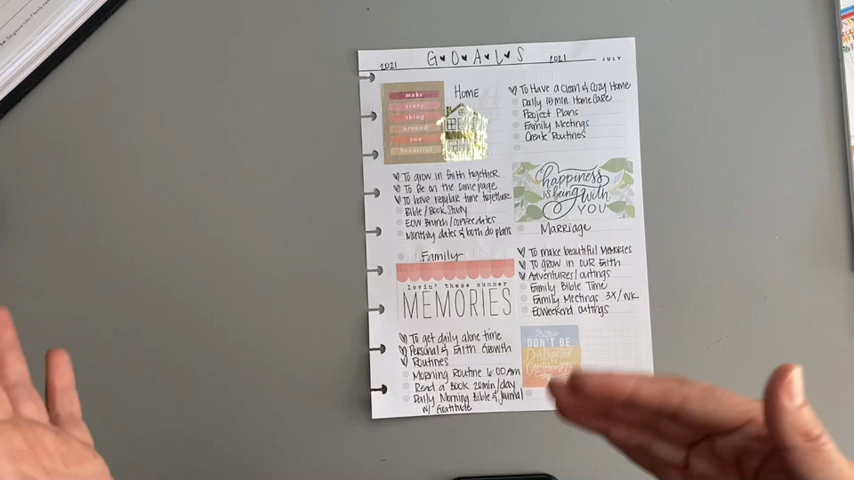 2021 G♥O♥A♥L♥S 2021 JULY
make
every
thing
around
you
beautiful
Home
♥ To Have a Clean & Cozy Home
Daily 15 min. Home Care
Project Plans
Family Meetings
Create Routines
♥ To grow in Faith together
♥ To Be on the same page
♥ To have regular time together
Bible/Book Study
EOW Brunch/coffee dates
Monthly dates & both do plans
happiness
is being with
YOU
Marriage
Family
lovin' these summer
MEMORIES
♥ To make beautiful Memories
♥ To grow in OUR Faith
♥ Adventures/outings
Family Bible Time
Family Meetings 3X/WK
EOWeekend outings
♥ To get daily alone time
♥ Personal & Faith Growth
♥ Routines
Morning Routine 6:00 AM
Read a Book 20min/day
Daily Morning Bible & Journal
w/ Gratitude
DON'T BE